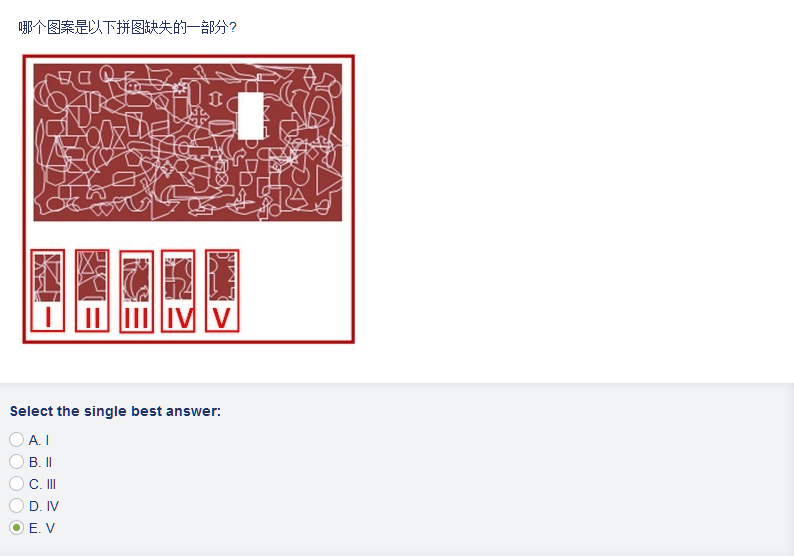 哪个图案是以下拼图缺失的一部分?
I II III IV V
Select the single best answer:
A. I
B. II
C. III
D. IV
E. V